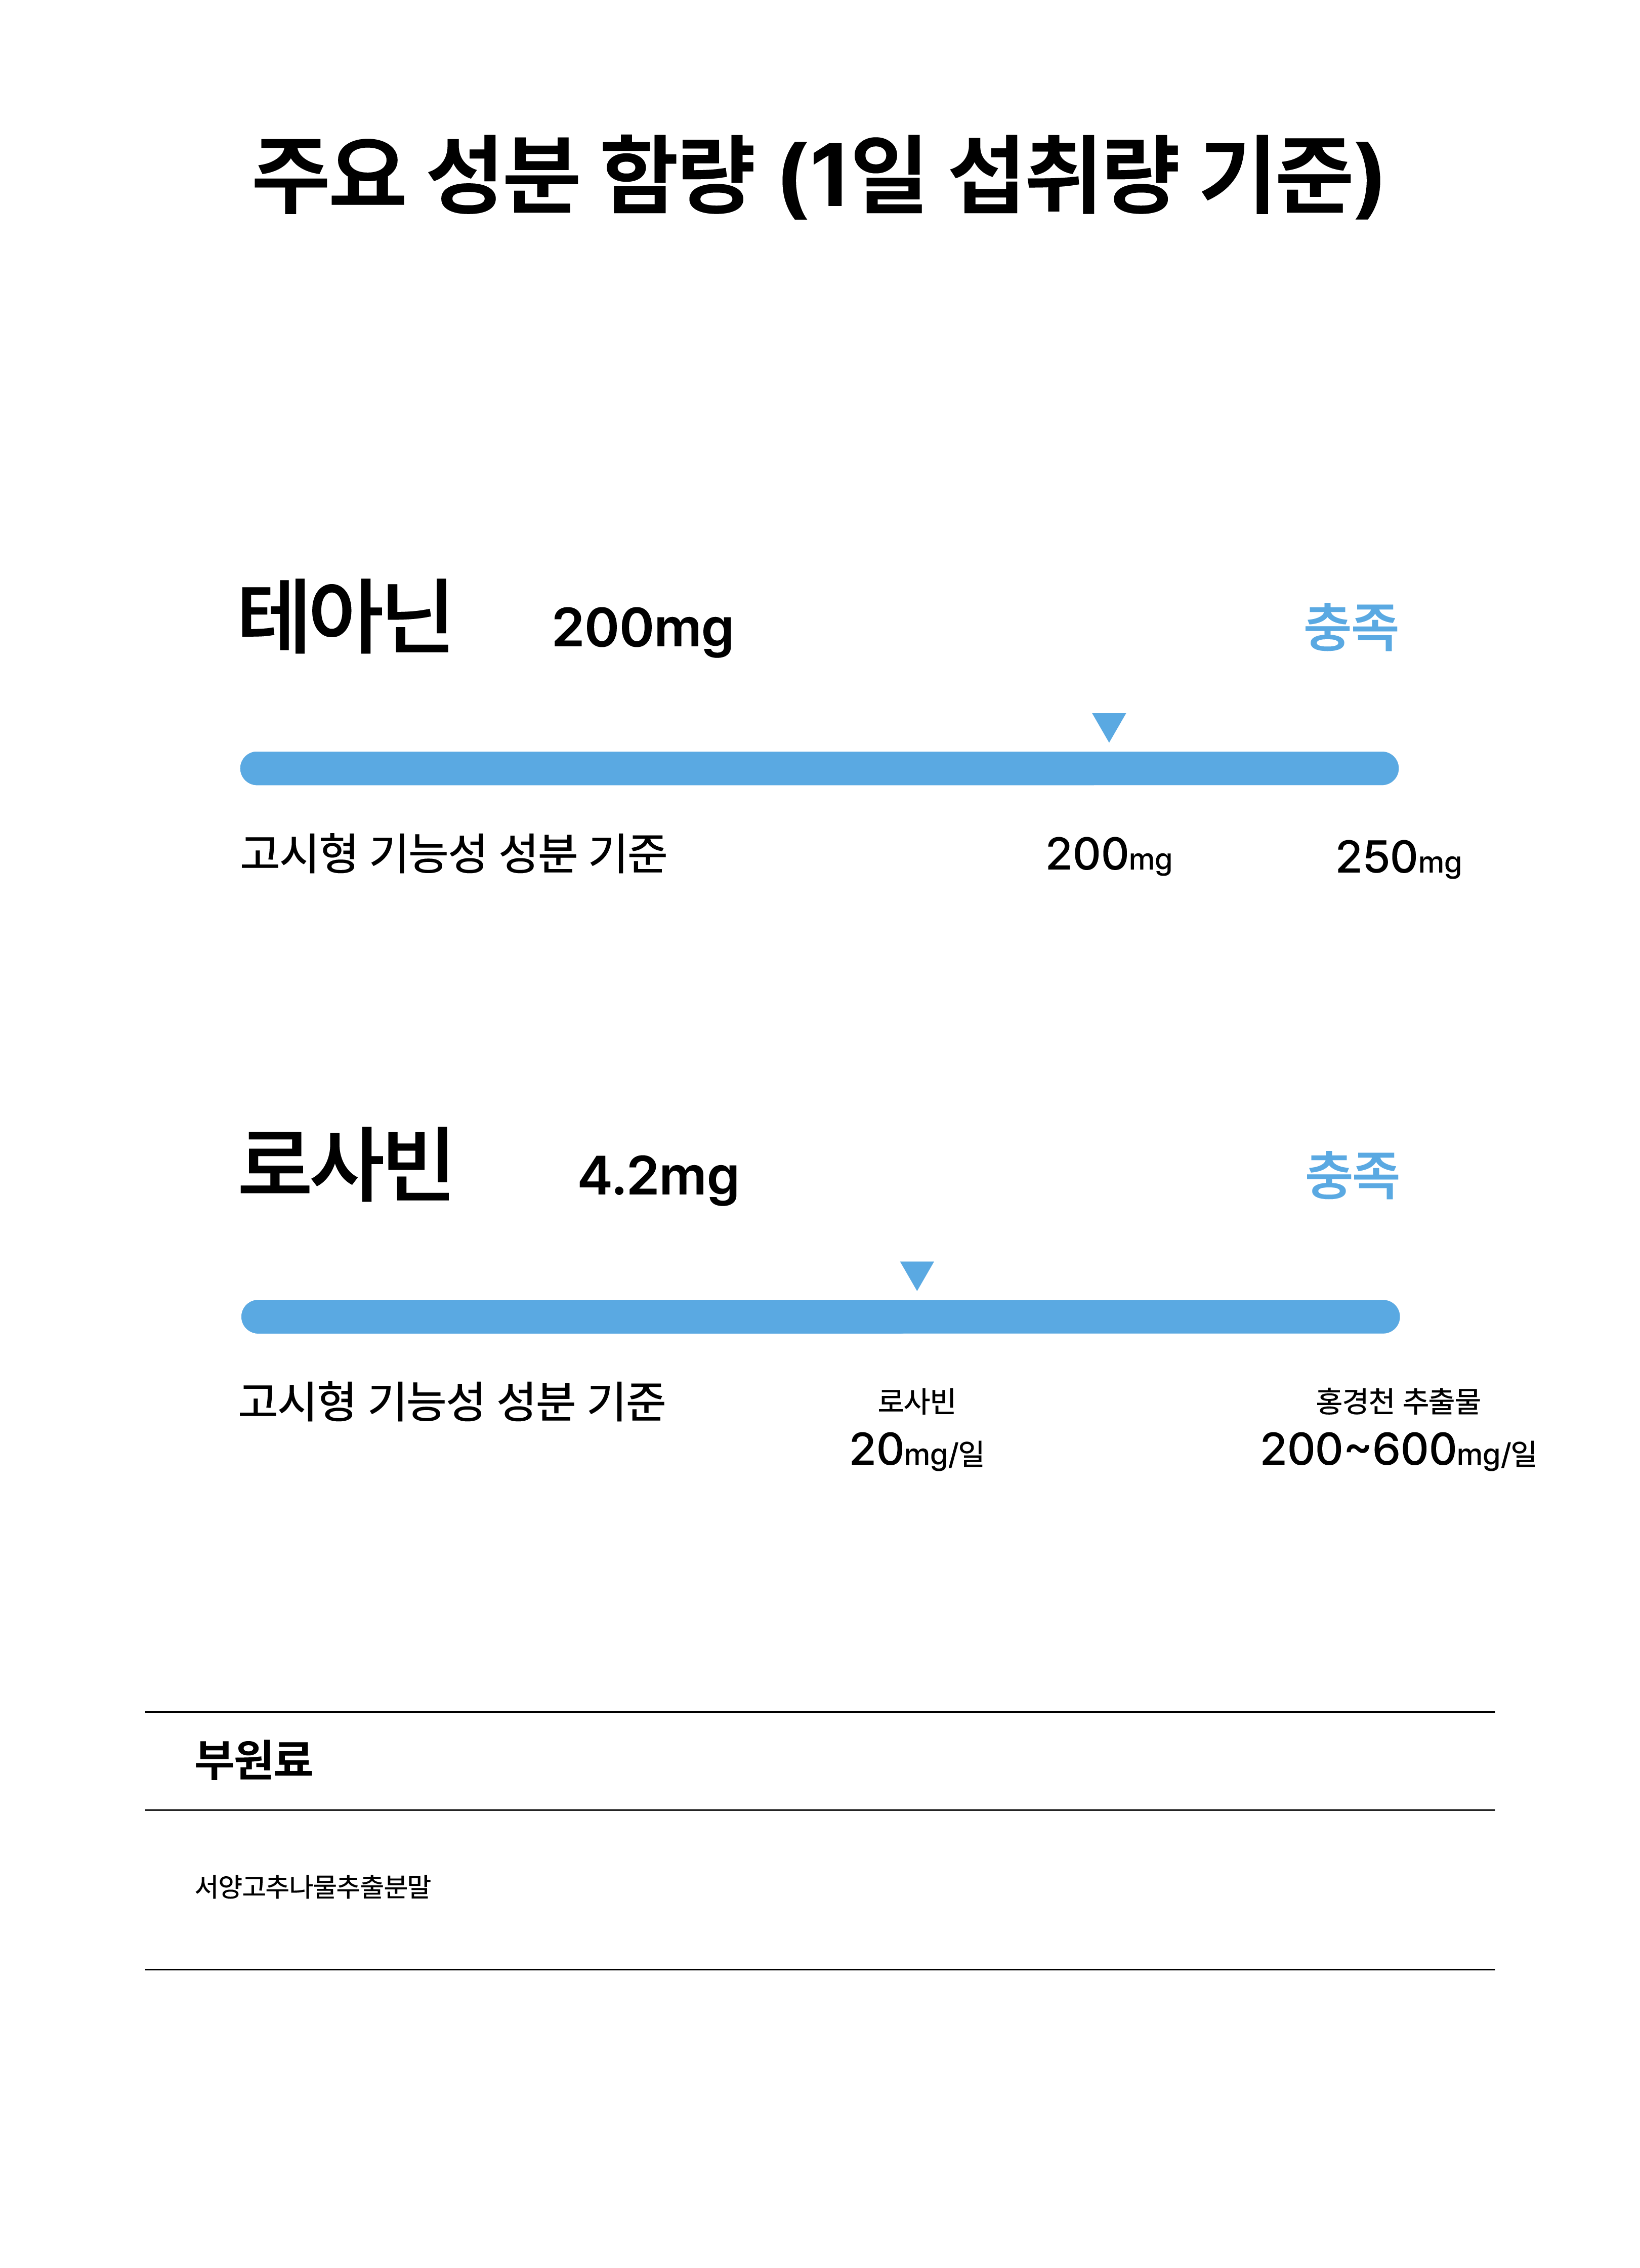 주요 성분 함량 (1일 섭취량 기준)
테아닌 200mg 충족
고시형 기능성 성분 기준 200mg 250mg
로사빈 4.2mg 충족
고시형 기능성 성분 기준 로사빈 홍경천 추출물
20mg/일 200~600mg/일
부원료
서양고추나물추출분말